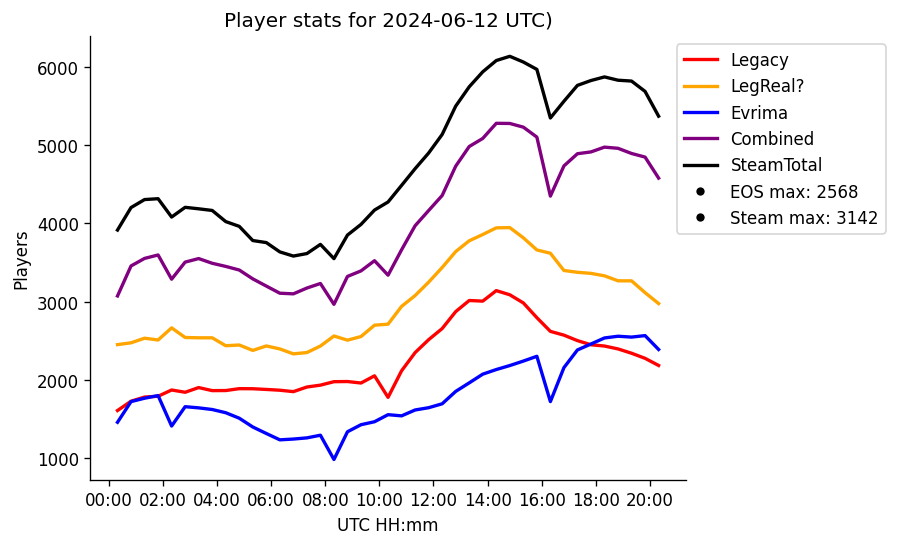 Player stats for 2024-06-12 UTC)
6000
5000
4000
3000
2000
1000
Players
00:00 02:00 04:00 06:00 08:00 10:00 12:00 14:00 16:00 18:00 20:00
UTC HH:mm
Legacy
LegReal?
Evrima
Combined
SteamTotal
EOS max: 2568
Steam max: 3142